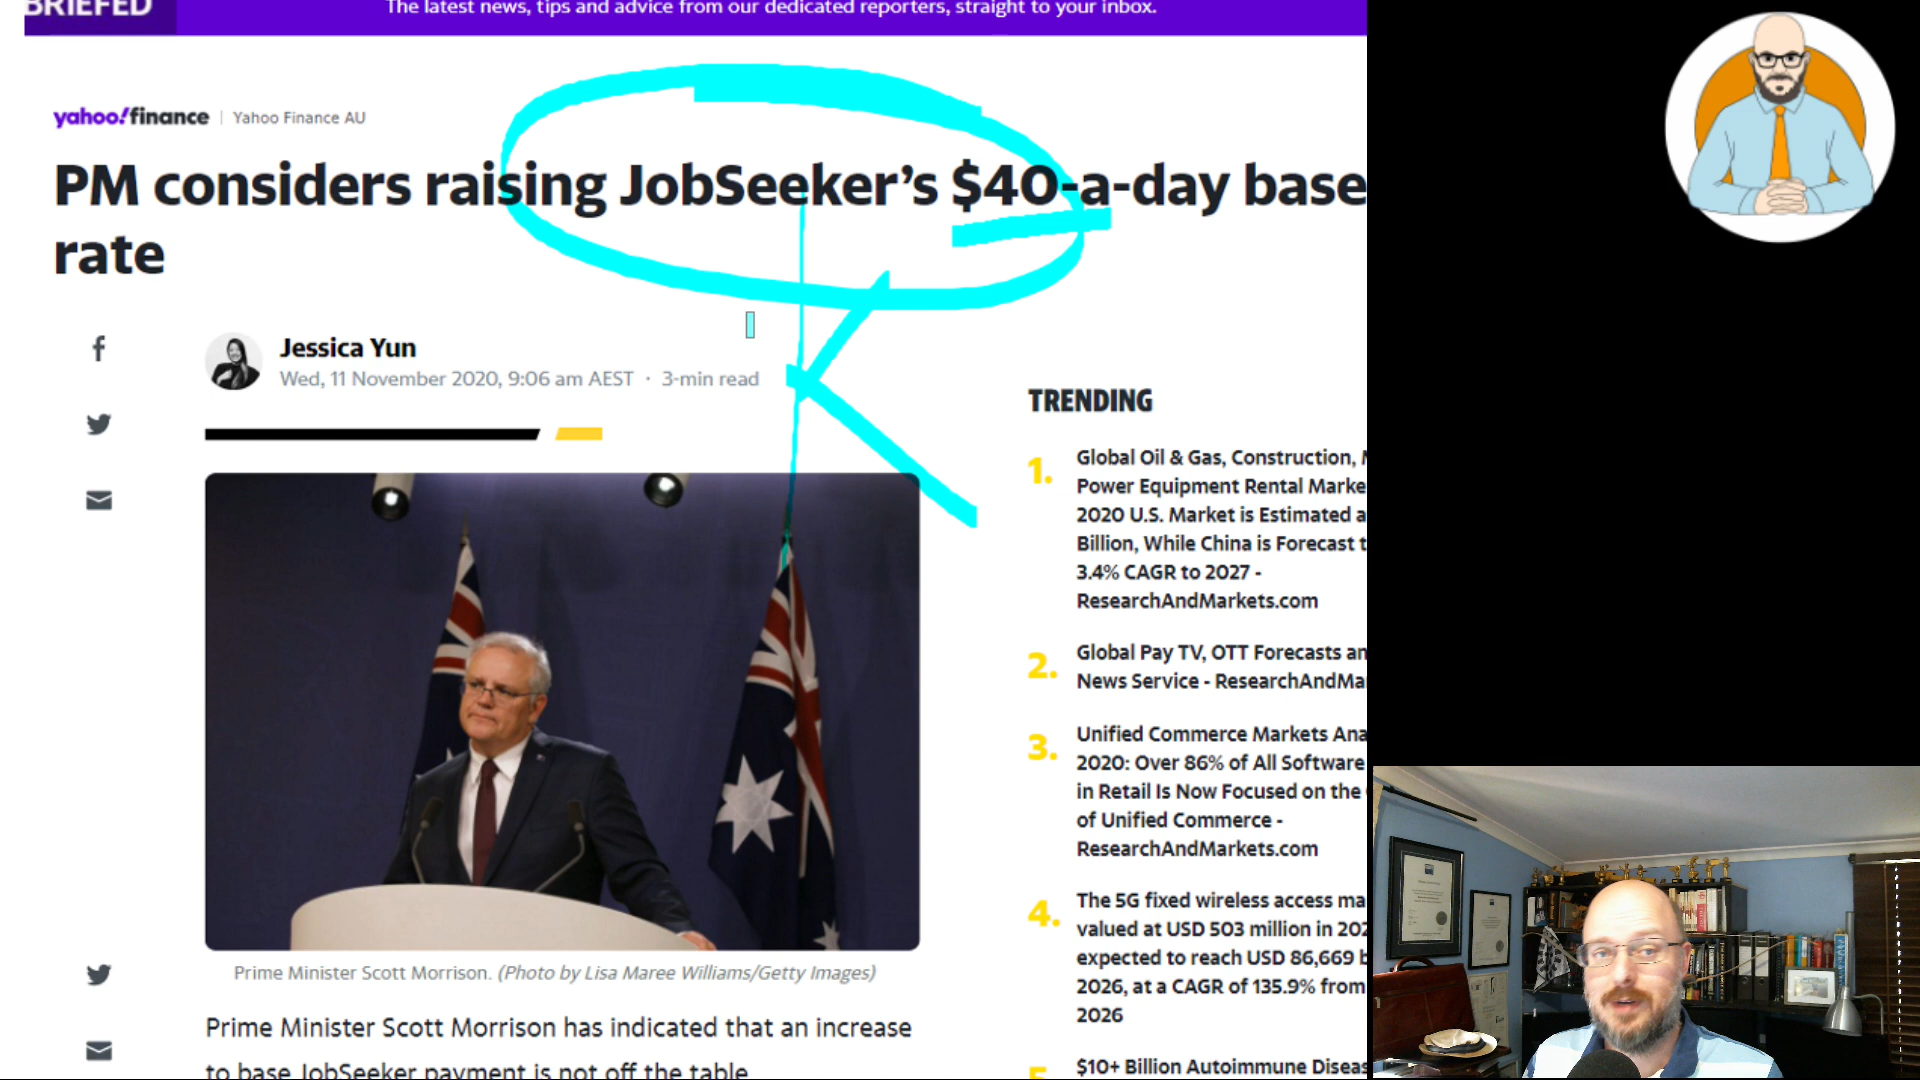 BRIEFED
The latest news, tips and advice from our dedicated reporters, straight to your inbox.
yahoo!finance | Yahoo Finance AU
PM considers raising JobSeeker's $40-a-day base
rate
Jessica Yun
Wed, 11 November 2020, 9:06 am AEST · 3-min read
Prime Minister Scott Morrison. (Photo by Lisa Maree Williams/Getty Images)
Prime Minister Scott Morrison has indicated that an increase
to base JobSeeker payment is not off the table
TRENDING
1. Global Oil & Gas, Construction,
Power Equipment Rental Marke
2020 U.S. Market is Estimated a
Billion, While China is Forecast t
3.4% CAGR to 2027 -
ResearchAndMarkets.com
2. Global Pay TV, OTT Forecasts an
News Service - ResearchAndMa
3. Unified Commerce Markets Ana
2020: Over 86% of All Software
in Retail Is Now Focused on the
of Unified Commerce -
ResearchAndMarkets.com
4. The 5G fixed wireless access ma
valued at USD 503 million in 202
expected to reach USD 86,669
2026, at a CAGR of 135.9% from
2026
5. $10+ Billion Autoimmune Diseas